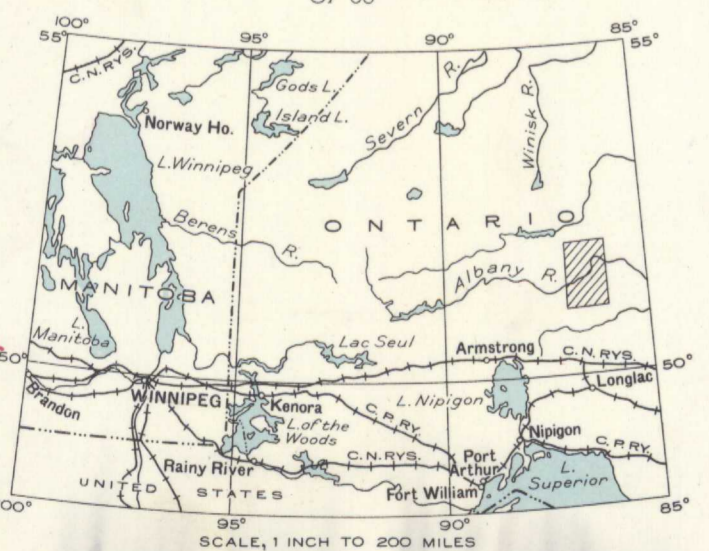 100°
95°
90°
85°
55°
55°
C.N.RYS.
Gods L.
Island L.
Severn R.
Winisk R.
Norway Ho.
L.Winnipeg
Berens R.
ONTARIO
Albany R.
MANITOBA
L. Manitoba
Lac Seul
Armstrong
C.N.RYS.
50°
50°
Longlac
Brandon
WINNIPEG
Kenora
L. of the Woods
C.P.RY.
L. Nipigon
Nipigon
C.P.RY.
Rainy River
C.N.RYS.
Port Arthur
Fort William
L. Superior
UNITED STATES
00°
95°
90°
85°
SCALE, 1 INCH TO 200 MILES